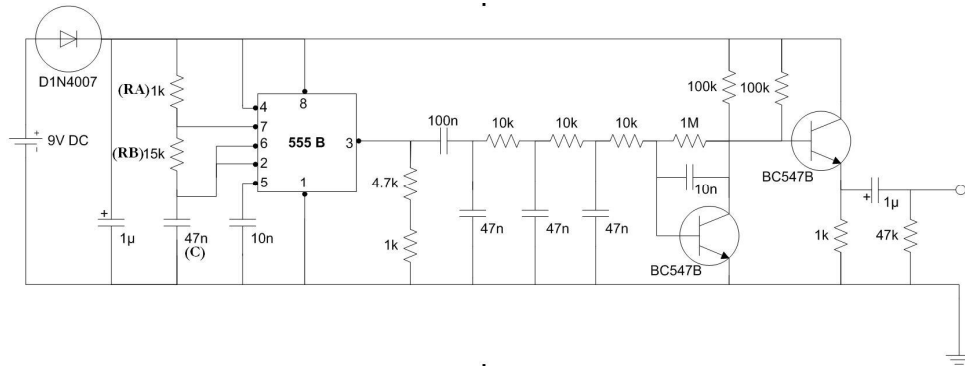 D1N4007
9V DC
(RA) 1k
(RB) 15k
1µ
47n
(C)
10n
4
7
6
2
5
8
555 B
3
1
4.7k
1k
100n
10k
10k
10k
1M
47n
47n
47n
10n
BC547B
100k
100k
BC547B
1k
+
1µ
47k